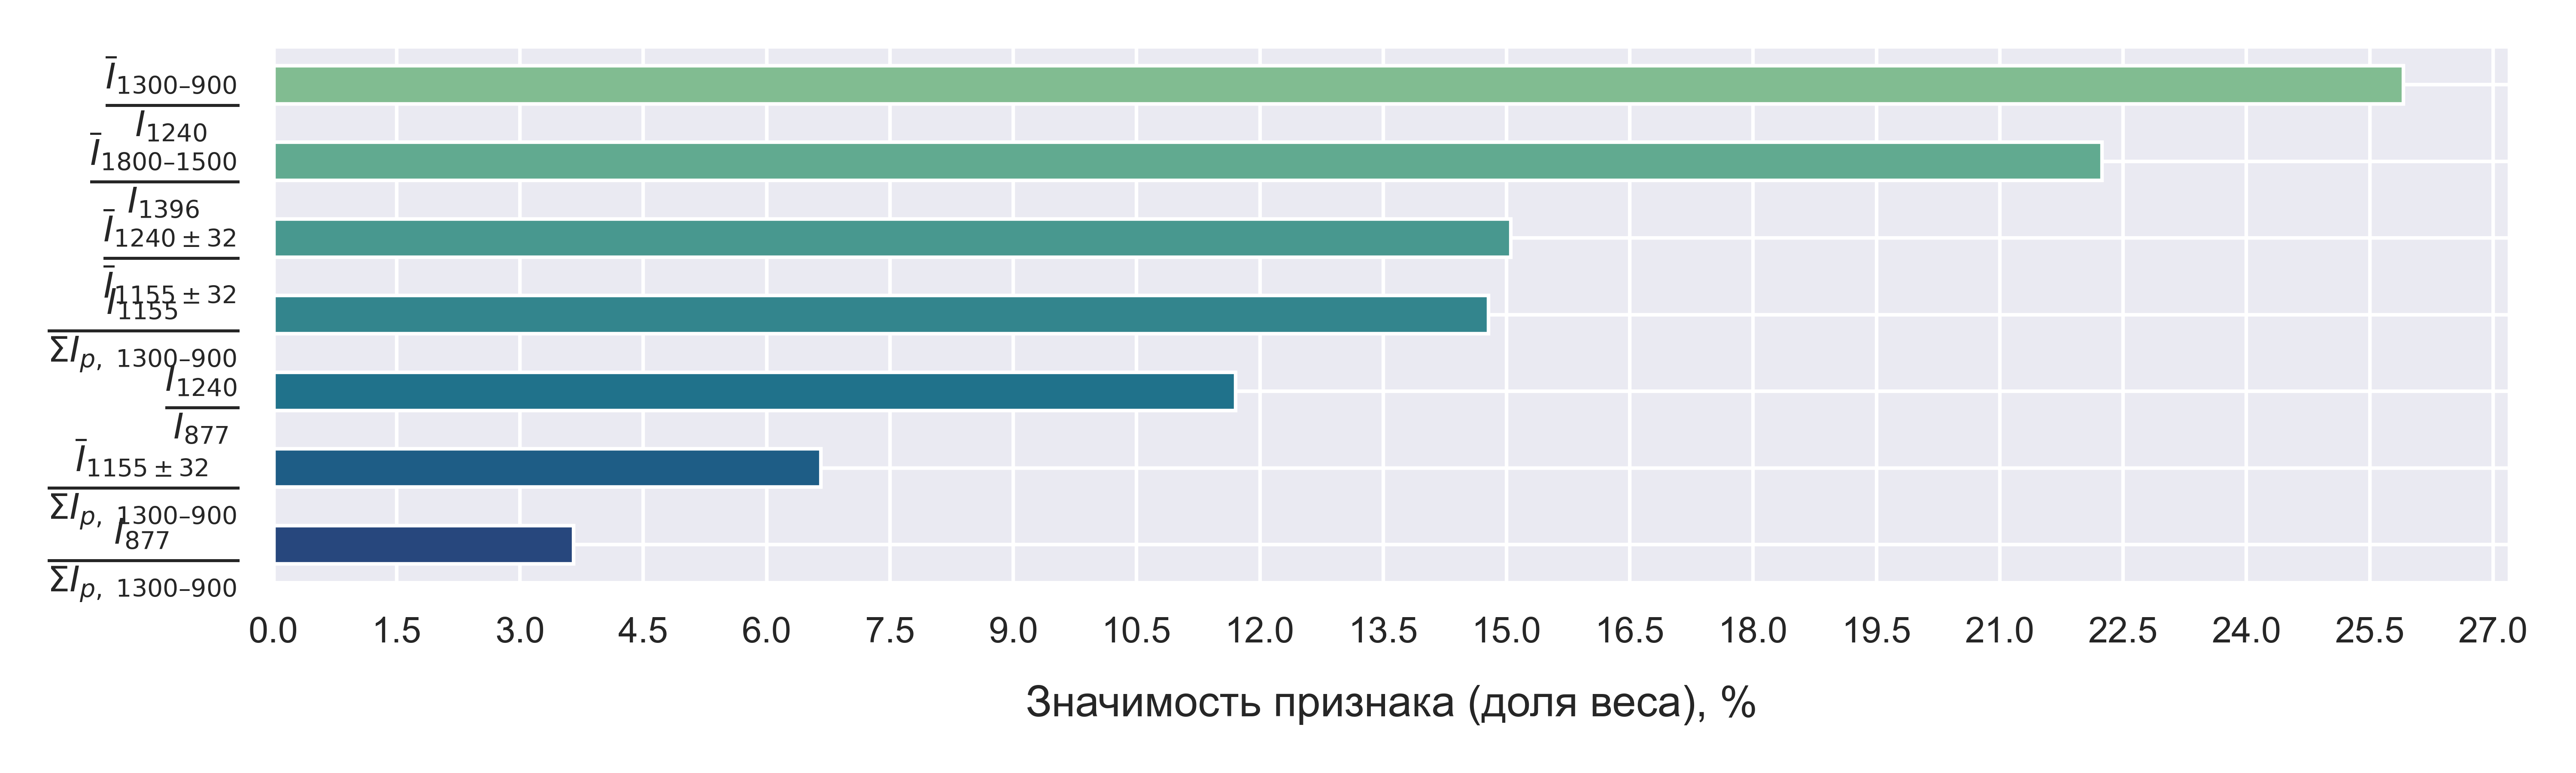 Ī1300–900
I1240
Ī1800–1500
I1396
Ī1240 ± 32
Ī1155 ± 32
I1155
ΣIp, 1300–900
I1240
I877
Ī1155 ± 32
ΣIp, 1300–900
I877
ΣIp, 1300–900
0.0 1.5 3.0 4.5 6.0 7.5 9.0 10.5 12.0 13.5 15.0 16.5 18.0 19.5 21.0 22.5 24.0 25.5 27.0
Значимость признака (доля веса), %